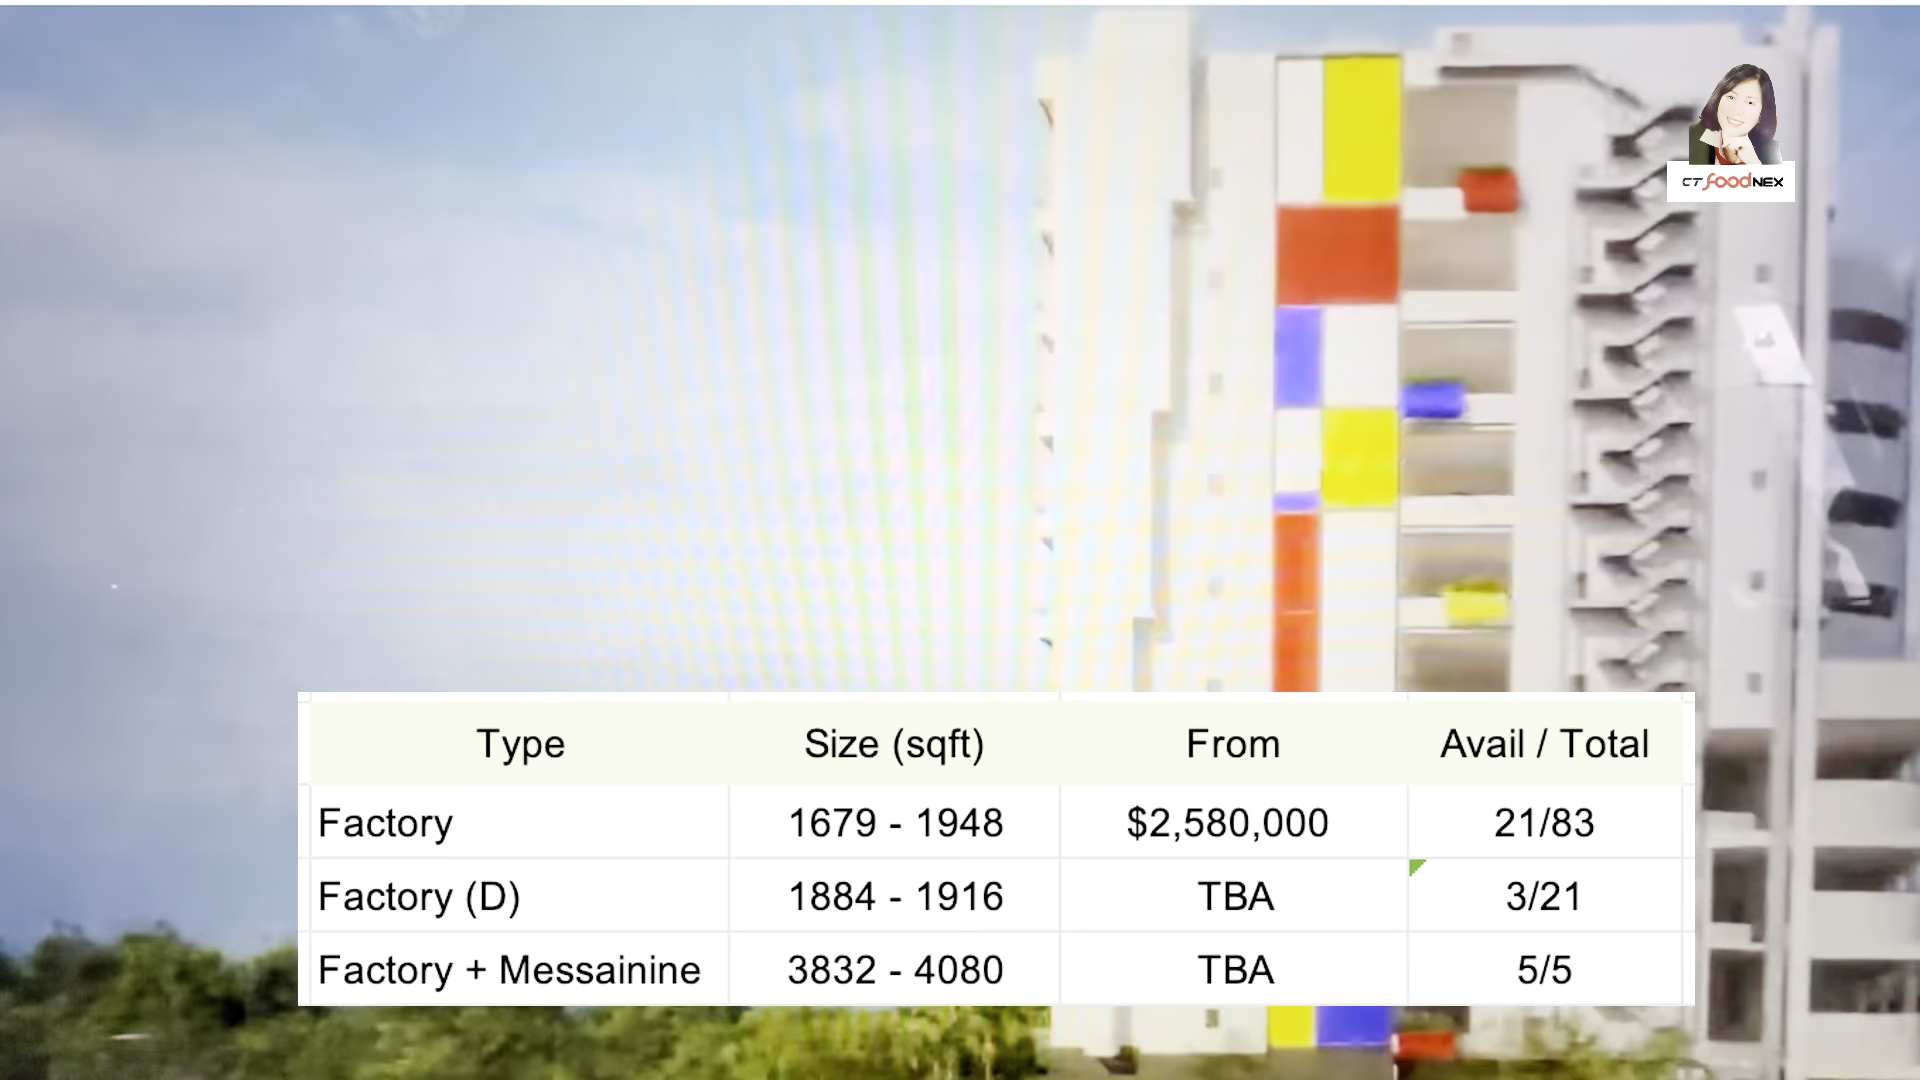 CT foodNEX
Type Size (sqft) From Avail / Total
Factory 1679 - 1948 $2,580,000 21/83
Factory (D) 1884 - 1916 TBA 3/21
Factory + Messainine 3832 - 4080 TBA 5/5